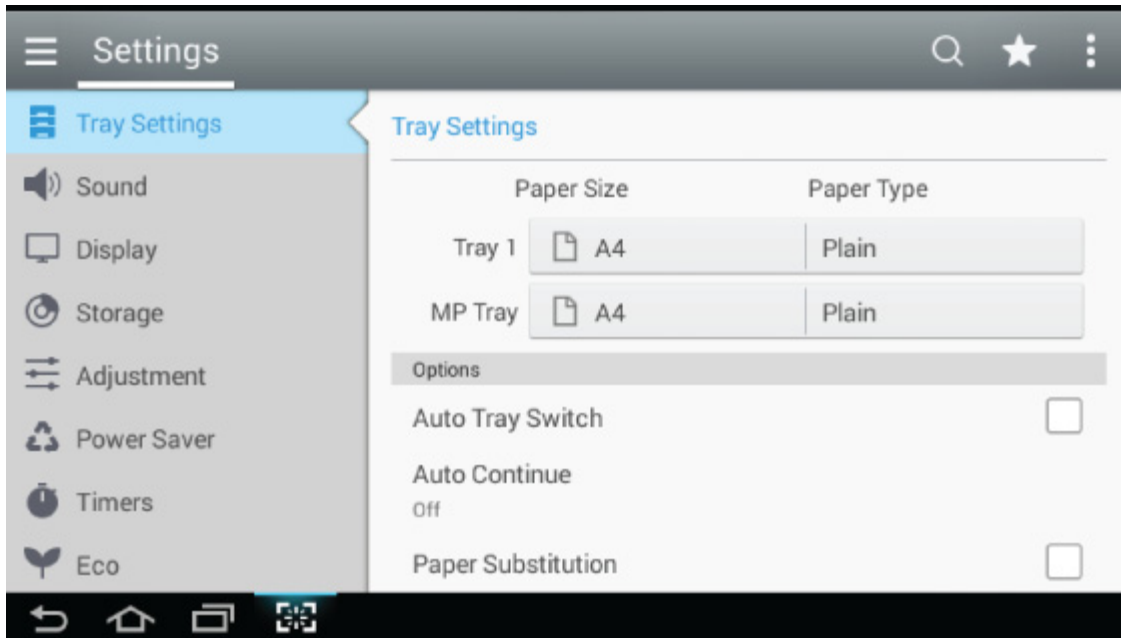 Settings
Tray Settings
Sound
Display
Storage
Adjustment
Power Saver
Timers
Eco
Tray Settings
Paper Size Paper Type
Tray 1 A4 Plain
MP Tray A4 Plain
Options
Auto Tray Switch
Auto Continue
Off
Paper Substitution